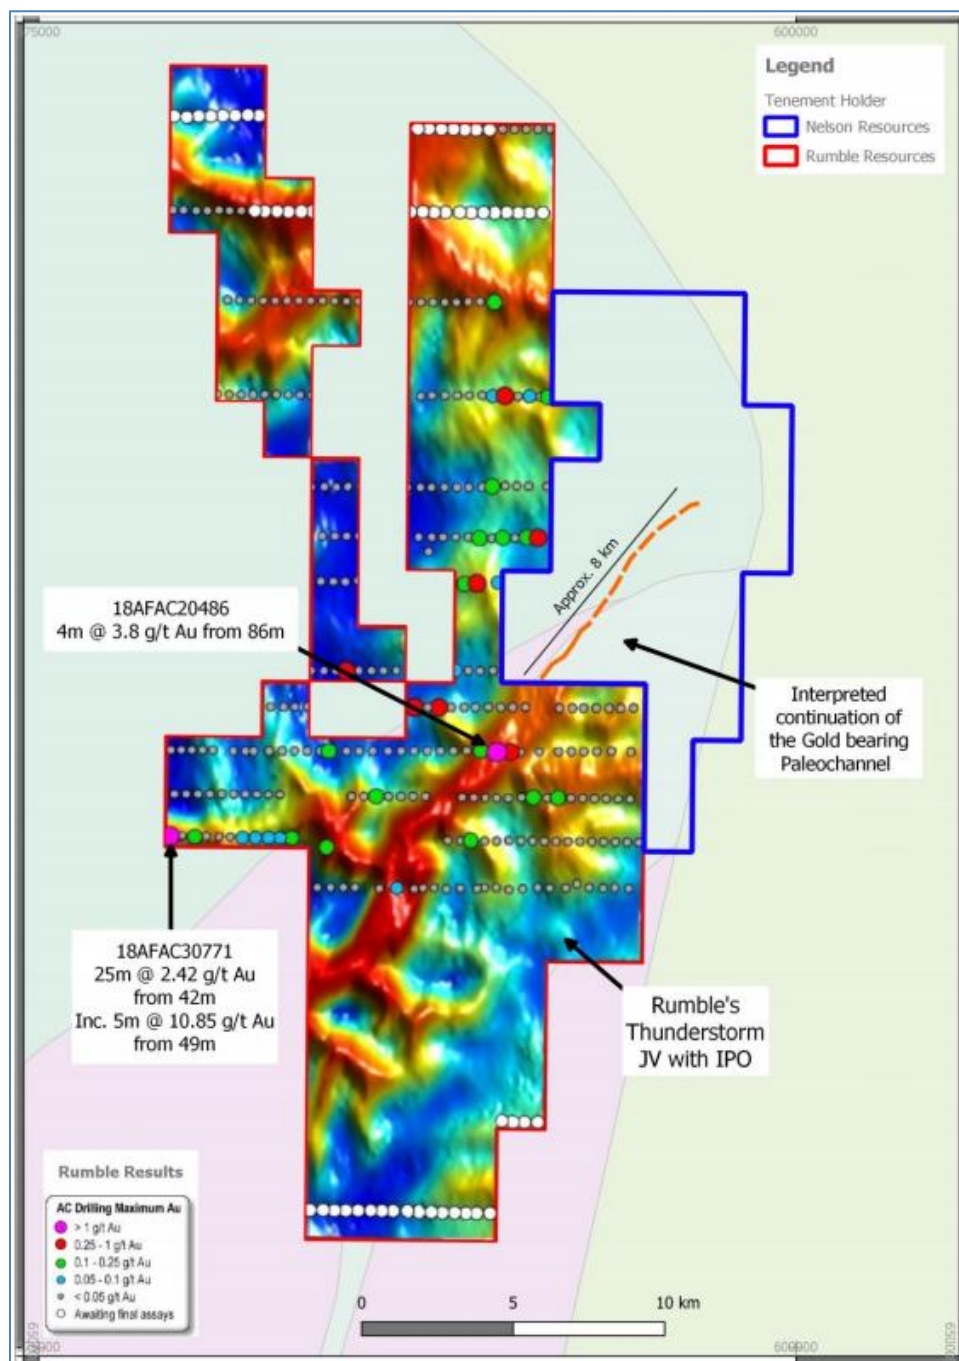 75000
600000
Legend
Tenement Holder
Nelson Resources
Rumble Resources
Approx. 8 km
18AFAC20486
4m @ 3.8 g/t Au from 86m
Interpreted
continuation of
the Gold bearing
Paleochannel
18AFAC30771
25m @ 2.42 g/t Au
from 42m
Inc. 5m @ 10.85 g/t Au
from 49m
Rumble's
Thunderstorm
JV with IPO
Rumble Results
AC Drilling Maximum Au
> 1 g/t Au
0.25 - 1 g/t Au
0.1 - 0.25 g/t Au
0.05 - 0.1 g/t Au
< 0.05 g/t Au
Awaiting final assays
0
5
10 km